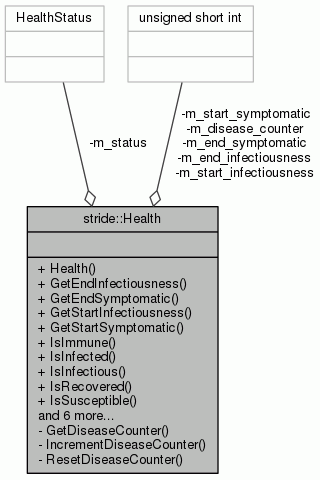 HealthStatus
unsigned short int
-m_status
-m_start_symptomatic
-m_disease_counter
-m_end_symptomatic
-m_end_infectiousness
-m_start_infectiousness
stride::Health
+ Health()
+ GetEndInfectiousness()
+ GetEndSymptomatic()
+ GetStartInfectiousness()
+ GetStartSymptomatic()
+ IsImmune()
+ IsInfected()
+ IsInfectious()
+ IsRecovered()
+ IsSusceptible()
and 6 more...
- GetDiseaseCounter()
- IncrementDiseaseCounter()
- ResetDiseaseCounter()